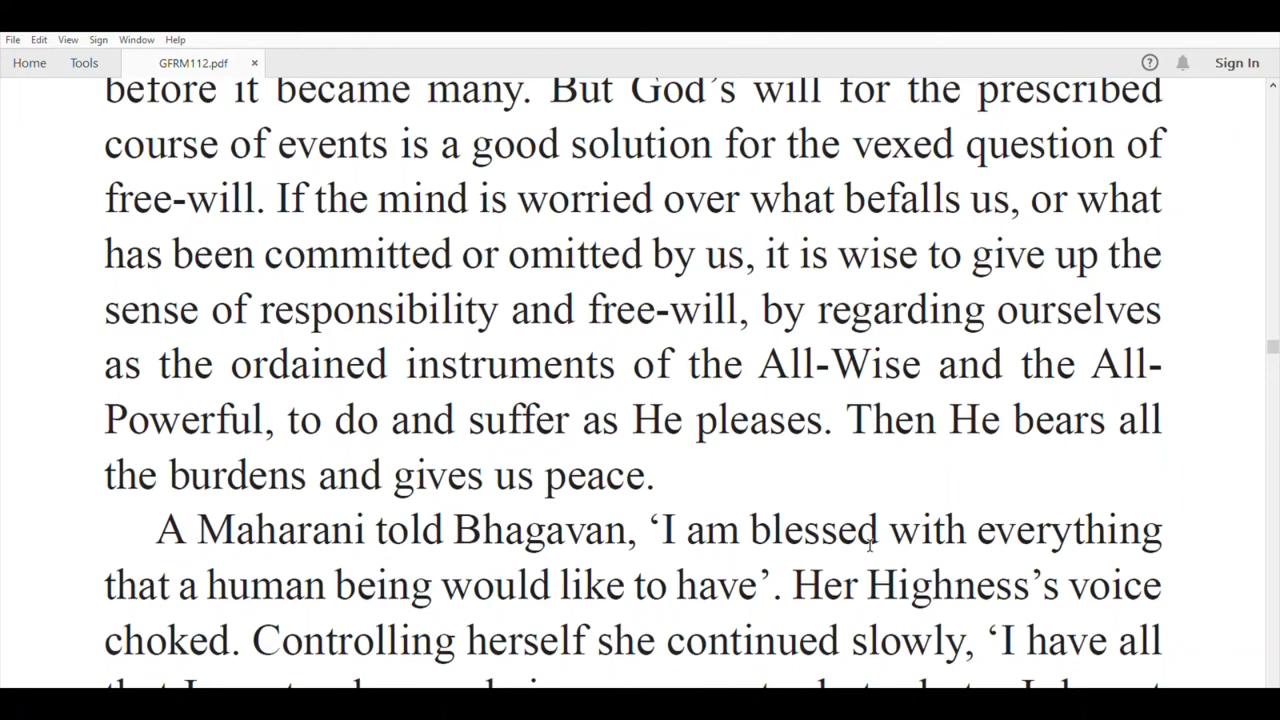 File Edit View Sign Window Help
Home Tools GFRM112.pdf × ? Sign In
before it became many. But God’s will for the prescribed
course of events is a good solution for the vexed question of
free-will. If the mind is worried over what befalls us, or what
has been committed or omitted by us, it is wise to give up the
sense of responsibility and free-will, by regarding ourselves
as the ordained instruments of the All-Wise and the All-
Powerful, to do and suffer as He pleases. Then He bears all
the burdens and gives us peace.
A Maharani told Bhagavan, ‘I am blessed with everything
that a human being would like to have’. Her Highness’s voice
choked. Controlling herself she continued slowly, ‘I have all